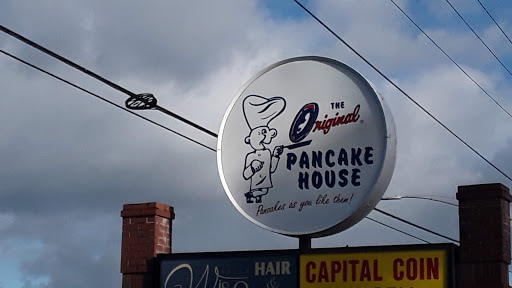 THE
Original
PANCAKE
HOUSE
Pancakes as you like them!
HAIR
&
CAPITAL COIN